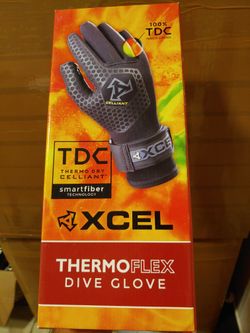 100%
TDC
CELLIANT
XCEL
TDC
THERMO DRY
CELLIANT
smartfiber
TECHNOLOGY
XCEL
THERMOFLEX
DIVE GLOVE